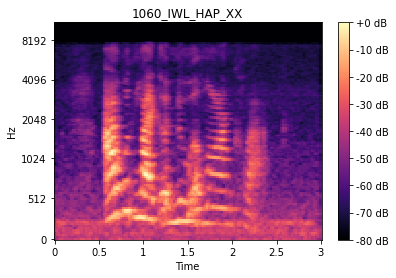 1060_IWL_HAP_XX
+0 dB
8192
-10 dB
4096
-20 dB
-30 dB
2048
-40 dB
Hz
1024
-50 dB
512
-60 dB
-70 dB
0
-80 dB
0 0.5 1 1.5 2 2.5 3
Time